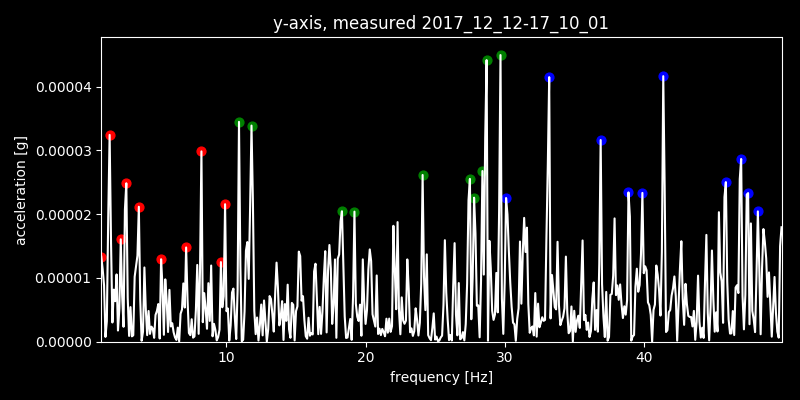 y-axis, measured 2017_12_12-17_10_01
acceleration [g]
0.00004
0.00003
0.00002
0.00001
0.00000
10 20 30 40
frequency [Hz]